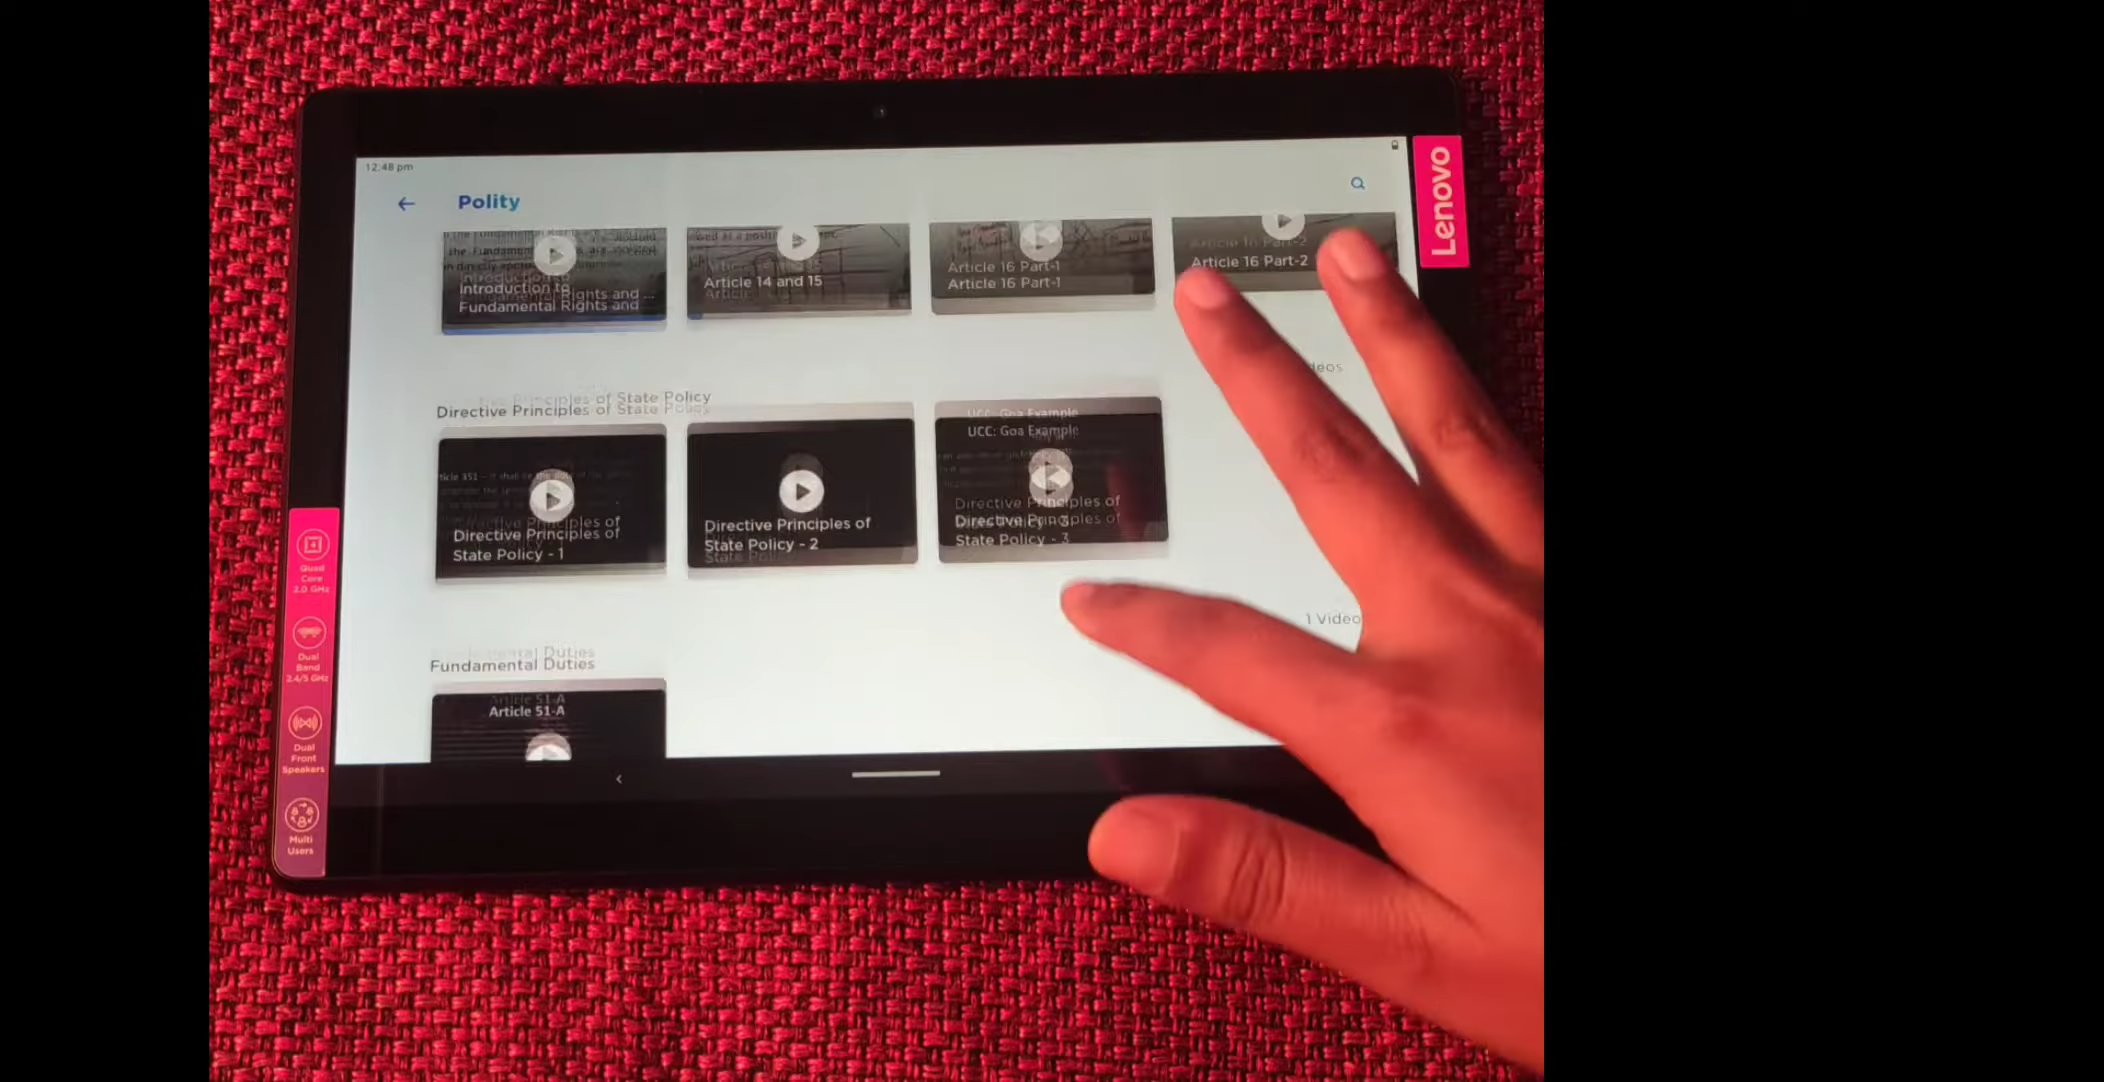 12:48 pm
Lenovo
Polity
the Fundamental
Introduction to
Fundamental Rights and ...
Article 14 and 15
Article 16 Part-1
Article 16 Part-2
Directive Principles of State Policy
Directive Principles of
State Policy - 1
Directive Principles of
State Policy - 2
UCC: Goa Example
Directive Principles of
State Policy - 3
1 Video
Fundamental Duties
Article 51-A
Quad
Core
2.0 GHz
Dual
Band
2.4/5 GHz
Dual
Front
Speakers
Multi
Users